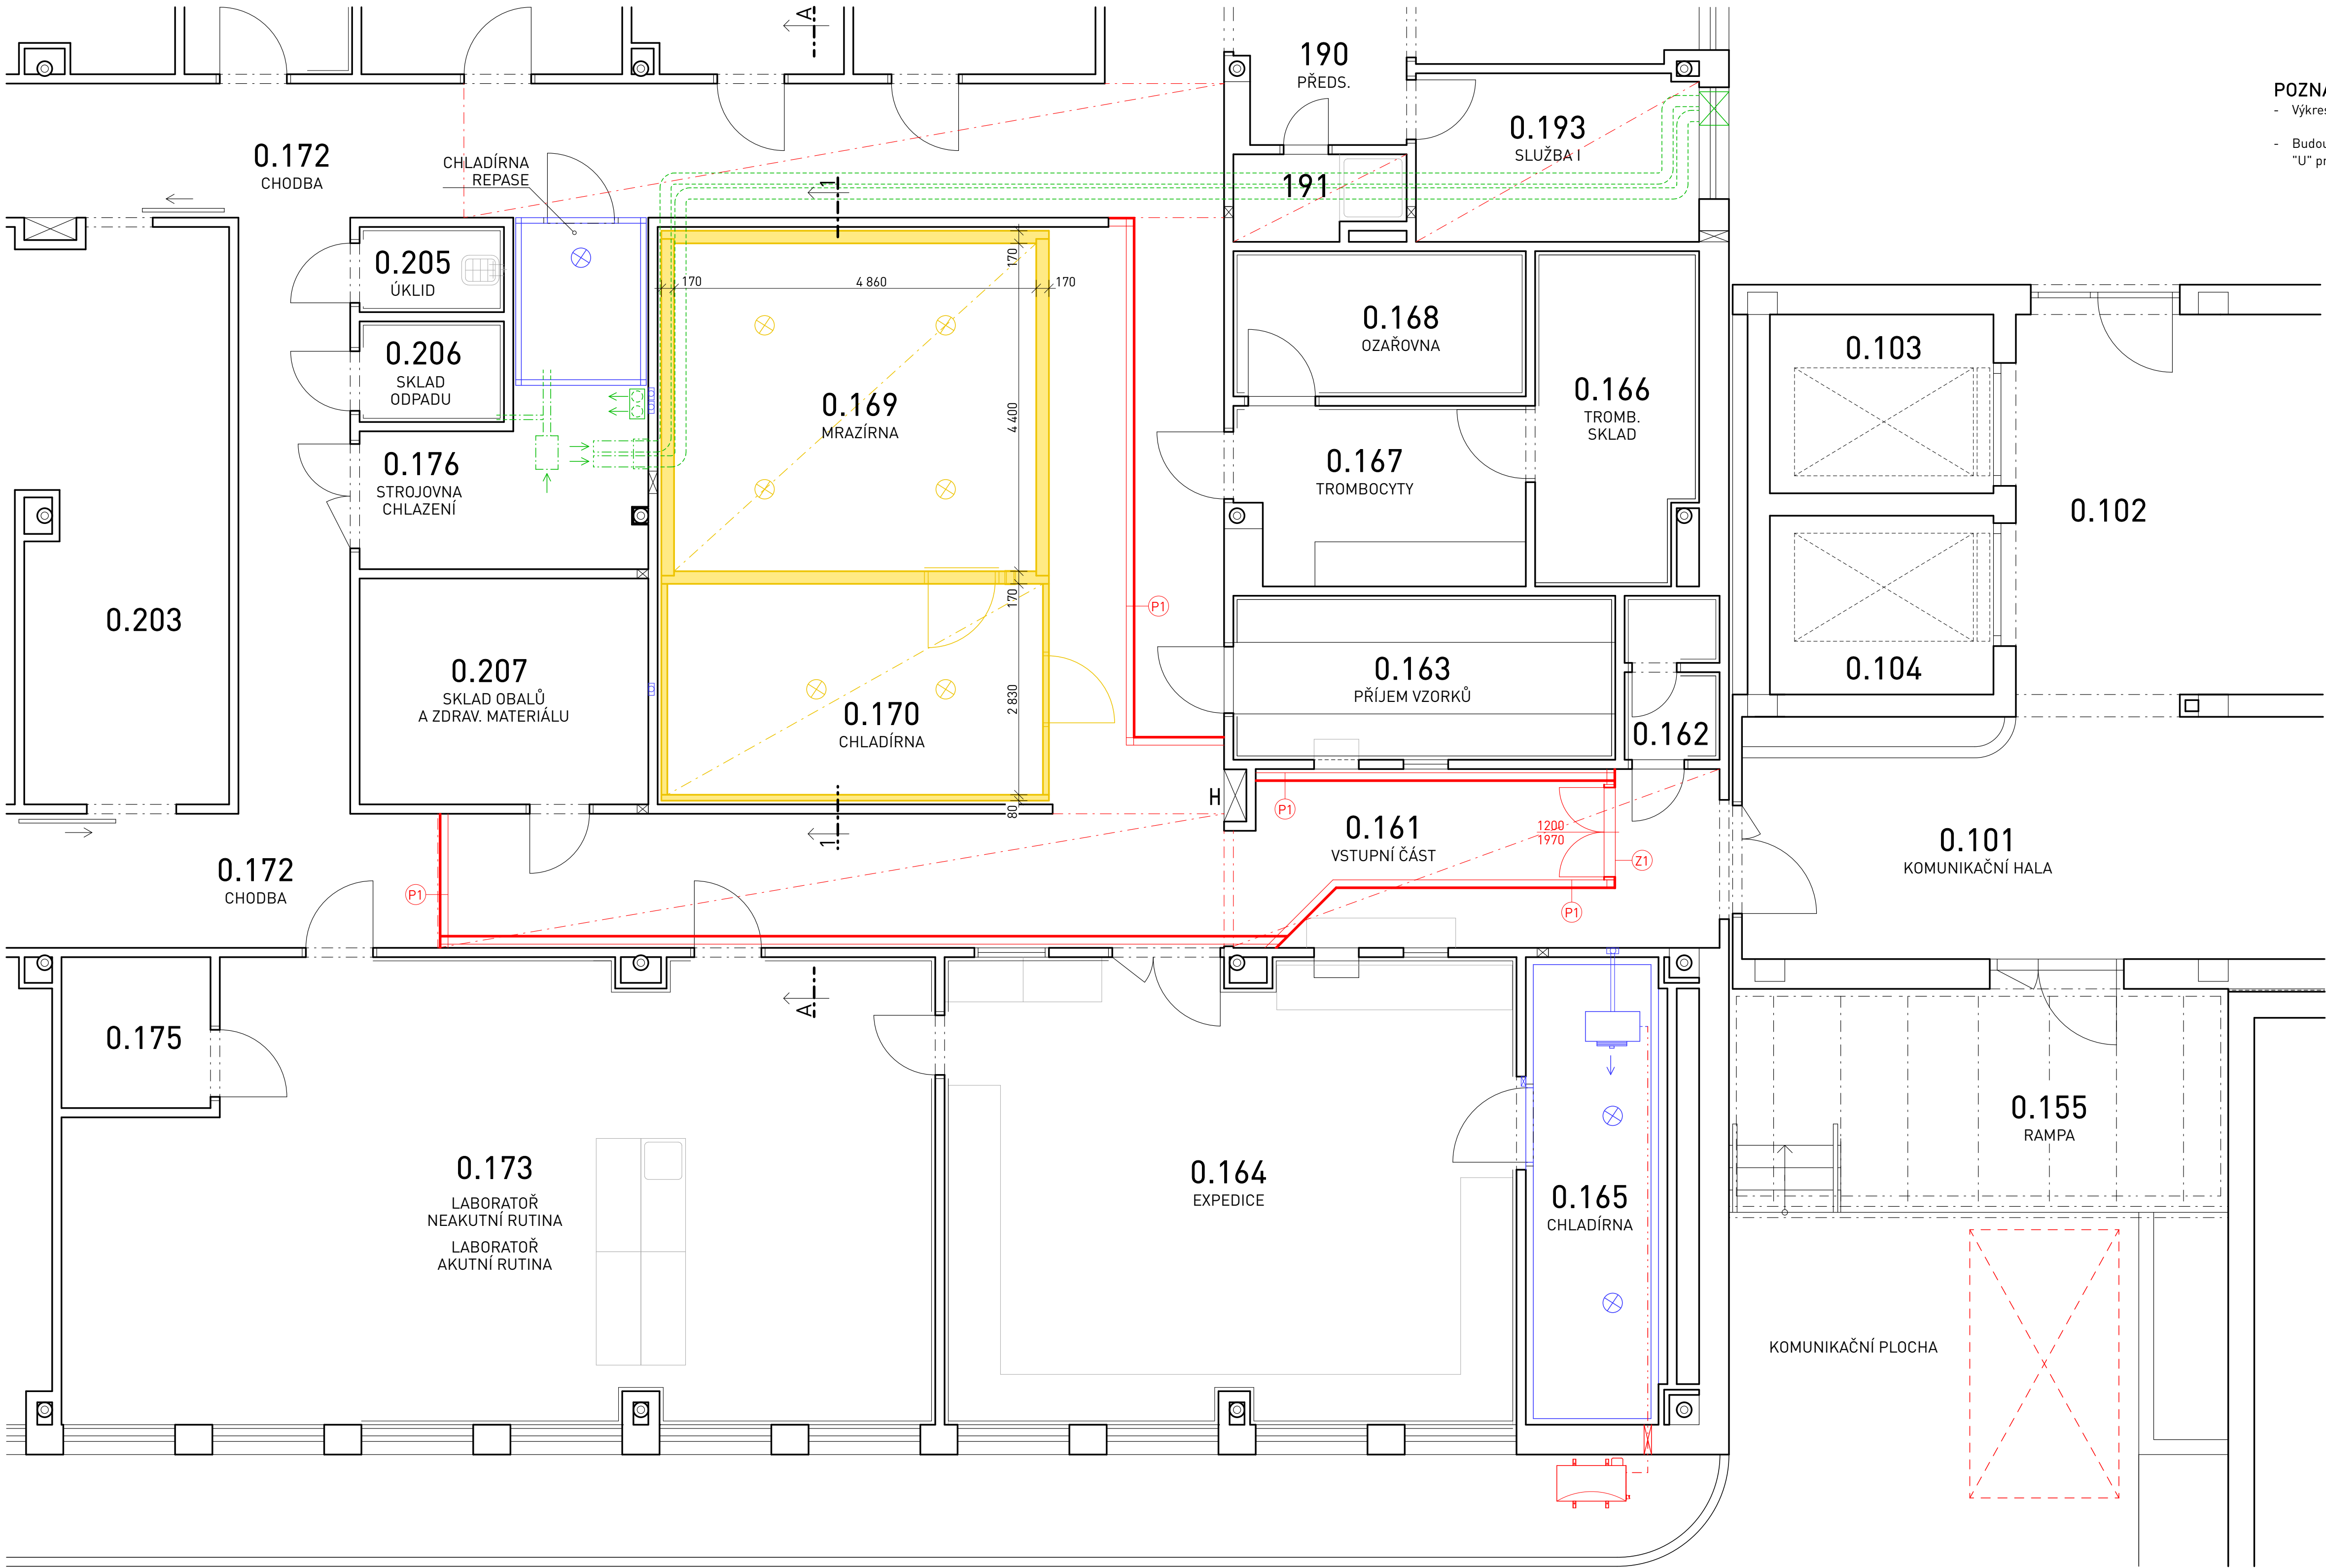 A
190
PŘEDS.
POZNÁ
- Výkres
- Budou
"U" pr
0.193
SLUŽBA I
0.172
CHODBA
CHLADÍRNA
REPASE
1
191
0.205
ÚKLID
170
170
4 860
170
0.168
OZAŘOVNA
0.103
0.206
SKLAD
ODPADU
0.169
MRAZÍRNA
4 400
0.166
TROMB.
SKLAD
0.176
STROJOVNA
CHLAZENÍ
0.167
TROMBOCYTY
0.102
0.203
170
P1
0.207
SKLAD OBALŮ
A ZDRAV. MATERIÁLU
0.170
CHLADÍRNA
2 830
0.163
PŘÍJEM VZORKŮ
0.104
0.162
80
1
H
P1
0.161
VSTUPNÍ ČÁST
1200
1970
Z1
0.101
KOMUNIKAČNÍ HALA
0.172
CHODBA
P1
P1
A
0.175
0.173
LABORATOŘ
NEAKUTNÍ RUTINA
LABORATOŘ
AKUTNÍ RUTINA
0.164
EXPEDICE
0.165
CHLADÍRNA
0.155
RAMPA
KOMUNIKAČNÍ PLOCHA